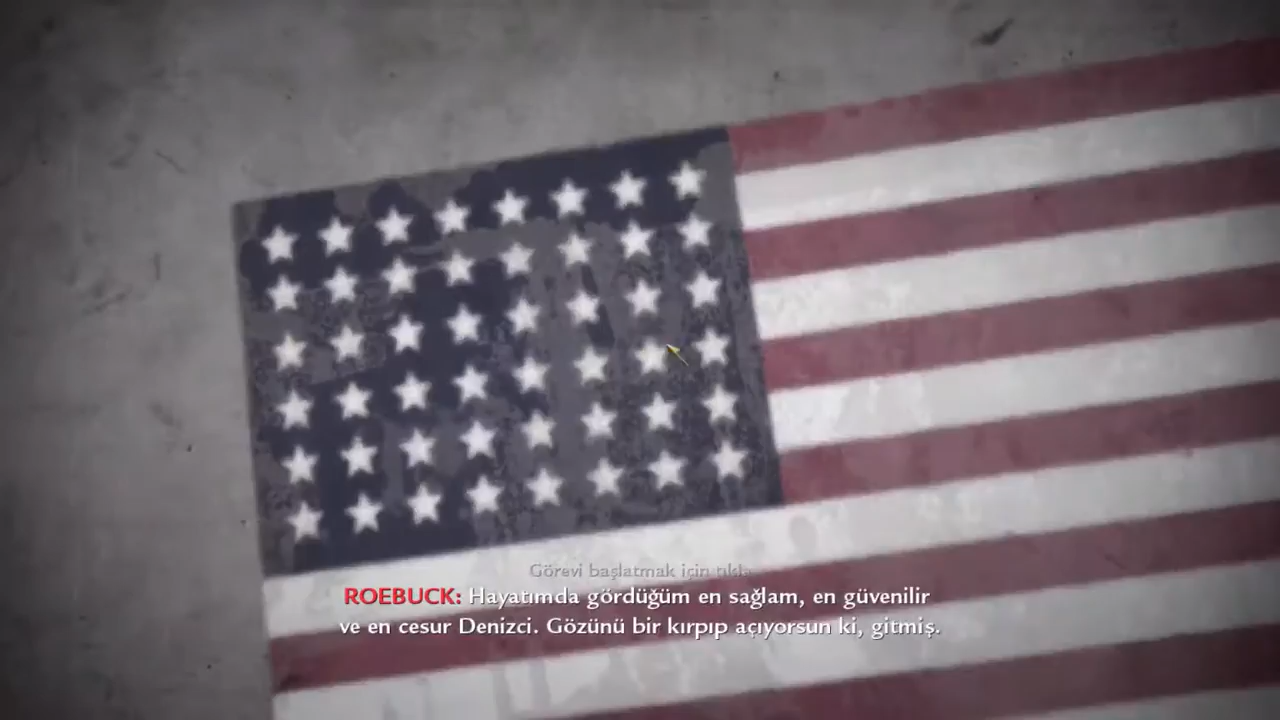 Görevi başlatmak için tıkla
ROEBUCK: Hayatımda gördüğüm en sağlam, en güvenilir
ve en cesur Denizci. Gözünü bir kırpıp açıyorsun ki, gitmiş.